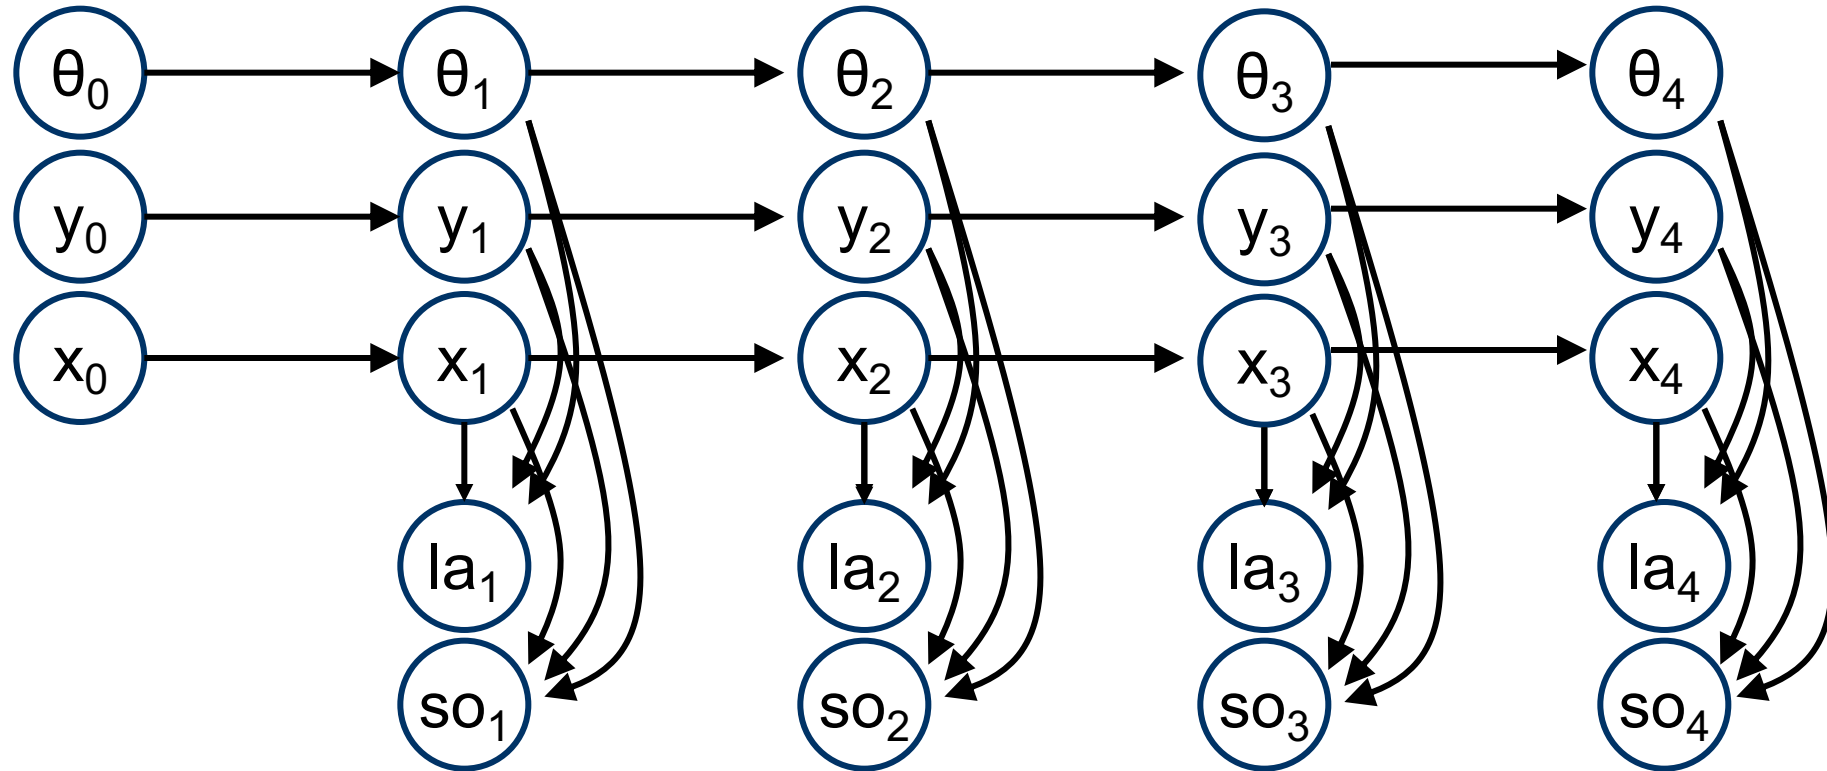 θ0 θ1 θ2 θ3 θ4
y0 y1 y2 y3 y4
x0 x1 x2 x3 x4
la1 la2 la3 la4
so1 so2 so3 so4